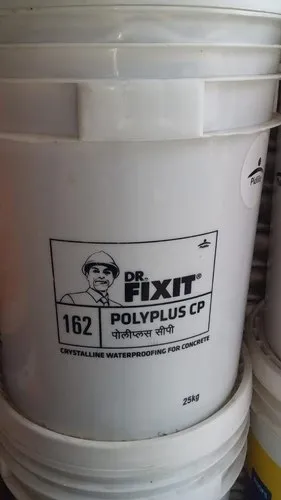 DR.
FIXIT®
162
POLYPLUS CP
पोलीप्लस सीपी
CRYSTALLINE WATERPROOFING FOR CONCRETE
25kg